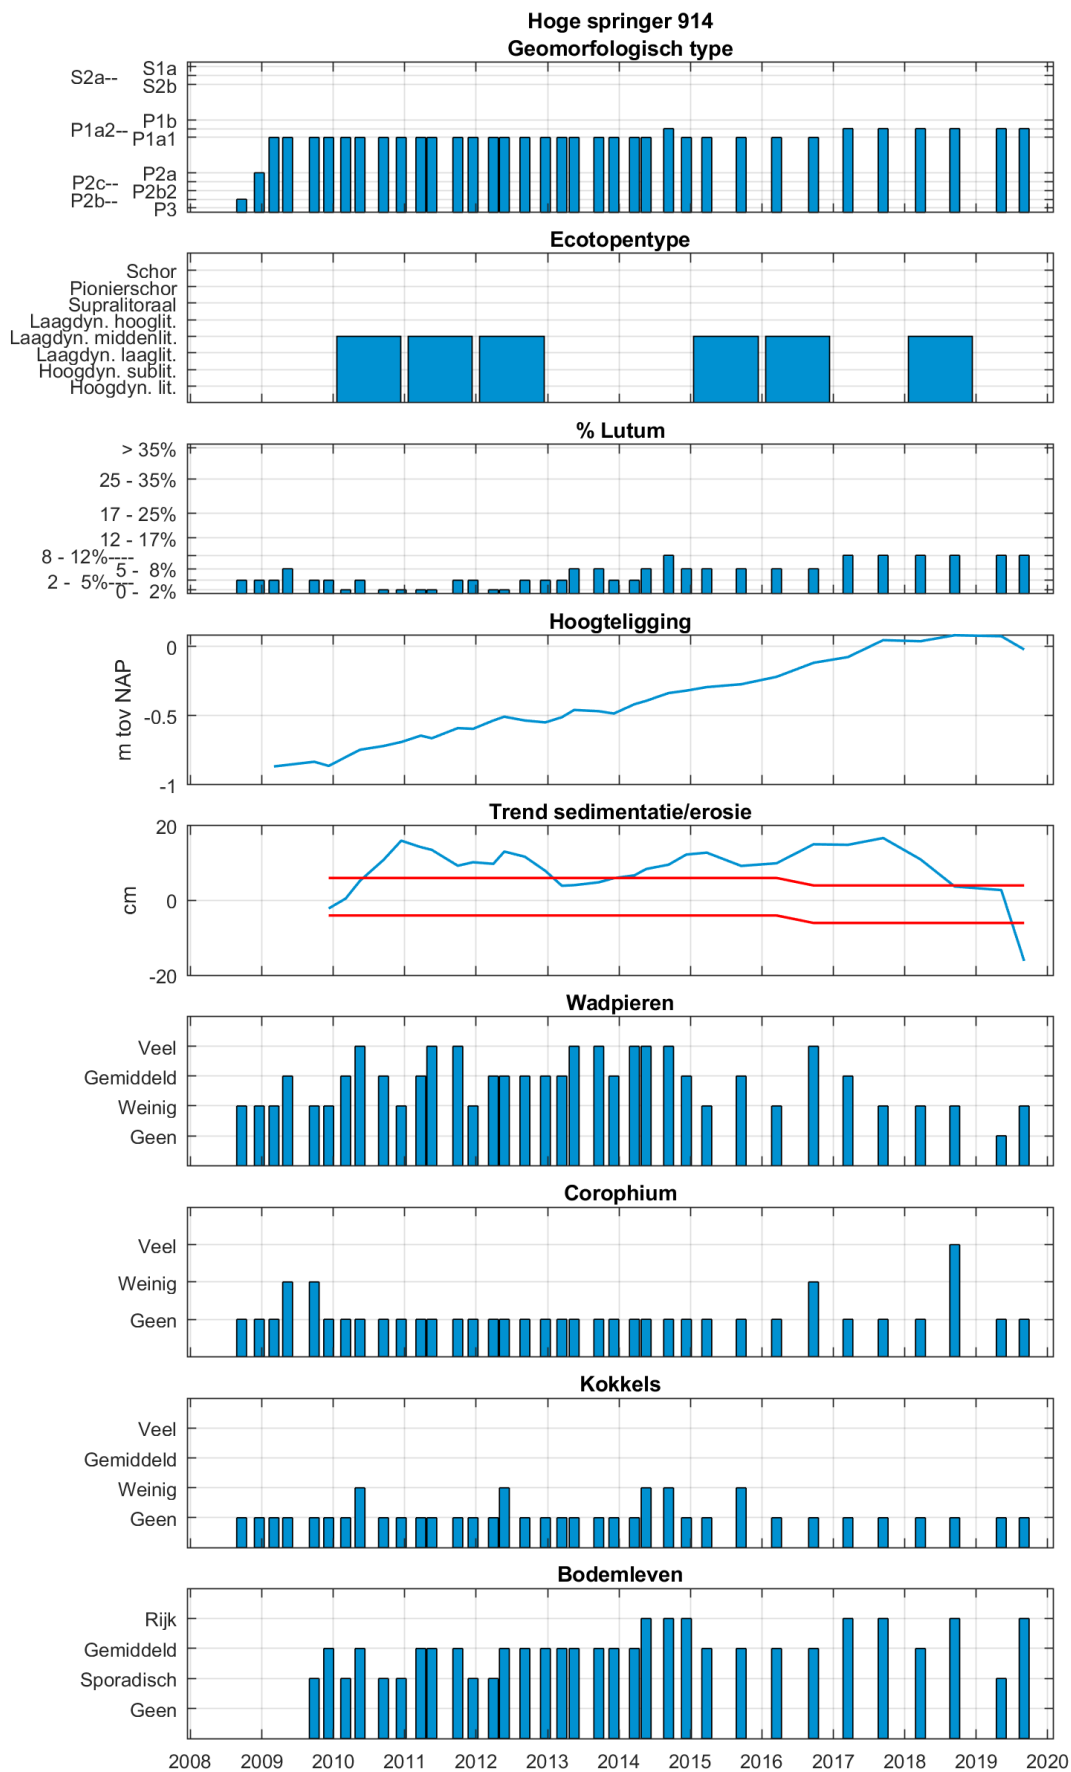 Hoge springer 914
Geomorfologisch type
S1a
S2a--
S2b
P1b
P1a2--
P1a1
P2a
P2c--
P2b2
P2b--
P3
Ecotopentype
Schor
Pionierschor
Supralitoraal
Laagdyn. hooglit.
Laagdyn. middenlit.
Laagdyn. laaglit.
Hoogdyn. sublit.
Hoogdyn. lit.
% Lutum
> 35%
25 - 35%
17 - 25%
12 - 17%
8 - 12%----
5 - 8%
2 - 5%----
0 - 2%
Hoogteligging
m tov NAP
0
-0.5
-1
Trend sedimentatie/erosie
cm
20
0
-20
Wadpieren
Veel
Gemiddeld
Weinig
Geen
Corophium
Veel
Weinig
Geen
Kokkels
Veel
Gemiddeld
Weinig
Geen
Bodemleven
Rijk
Gemiddeld
Sporadisch
Geen
2008 2009 2010 2011 2012 2013 2014 2015 2016 2017 2018 2019 2020